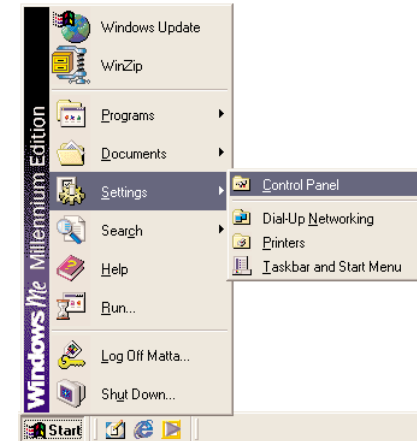 Windows Me Millennium Edition
Windows Update
WinZip
Programs
Documents
Settings
Search
Help
Run...
Log Off Matta...
Shut Down...
Control Panel
Dial-Up Networking
Printers
Taskbar and Start Menu
Start